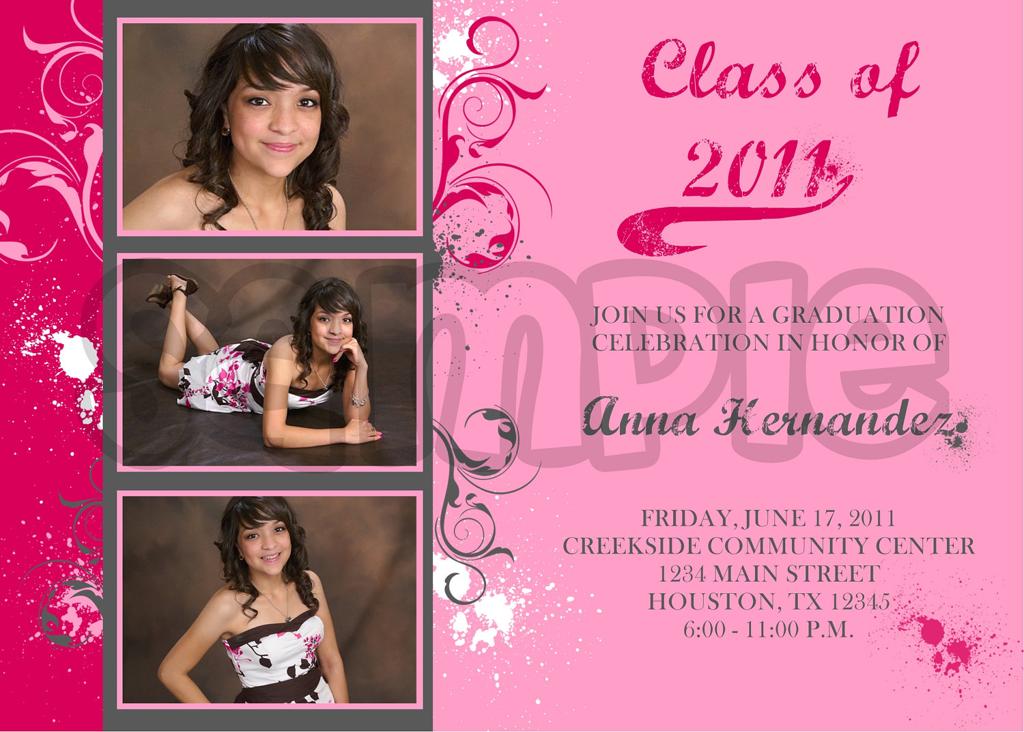 Class of
2011
JOIN US FOR A GRADUATION
CELEBRATION IN HONOR OF
Anna Hernandez
FRIDAY, JUNE 17, 2011
CREEKSIDE COMMUNITY CENTER
1234 MAIN STREET
HOUSTON, TX 12345
6:00 - 11:00 P.M.
SAMPLE